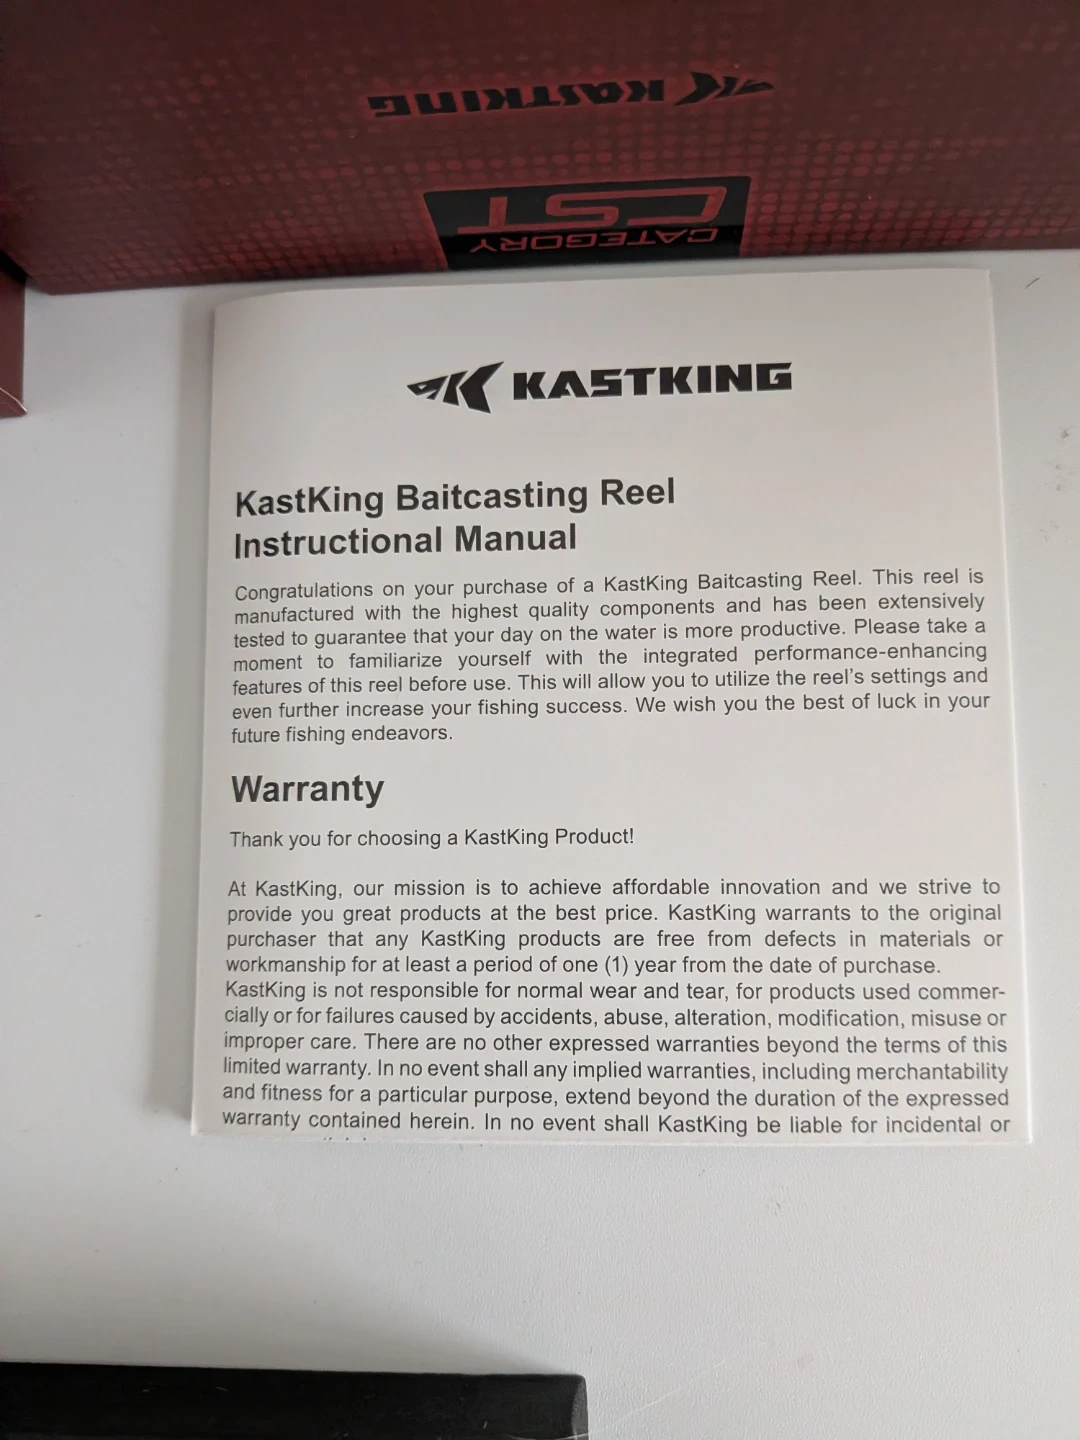 KASTKING
CATEGORY
CST
KASTKING
KastKing Baitcasting Reel
Instructional Manual
Congratulations on your purchase of a KastKing Baitcasting Reel. This reel is
manufactured with the highest quality components and has been extensively
tested to guarantee that your day on the water is more productive. Please take a
moment to familiarize yourself with the integrated performance-enhancing
features of this reel before use. This will allow you to utilize the reel's settings and
even further increase your fishing success. We wish you the best of luck in your
future fishing endeavors.
Warranty
Thank you for choosing a KastKing Product!
At KastKing, our mission is to achieve affordable innovation and we strive to
provide you great products at the best price. KastKing warrants to the original
purchaser that any KastKing products are free from defects in materials or
workmanship for at least a period of one (1) year from the date of purchase.
KastKing is not responsible for normal wear and tear, for products used commer-
cially or for failures caused by accidents, abuse, alteration, modification, misuse or
improper care. There are no other expressed warranties beyond the terms of this
limited warranty. In no event shall any implied warranties, including merchantability
and fitness for a particular purpose, extend beyond the duration of the expressed
warranty contained herein. In no event shall KastKing be liable for incidental or